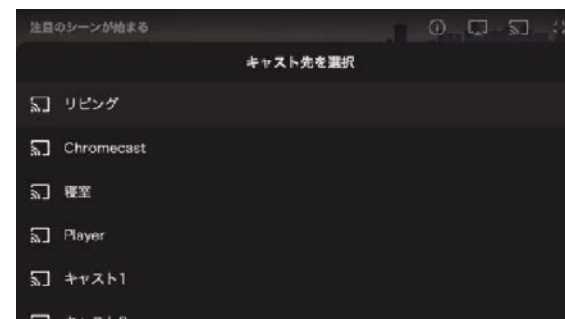 注目のシーンが始まる
キャスト先を選択
リビング
Chromecast
寝室
Player
キャスト1